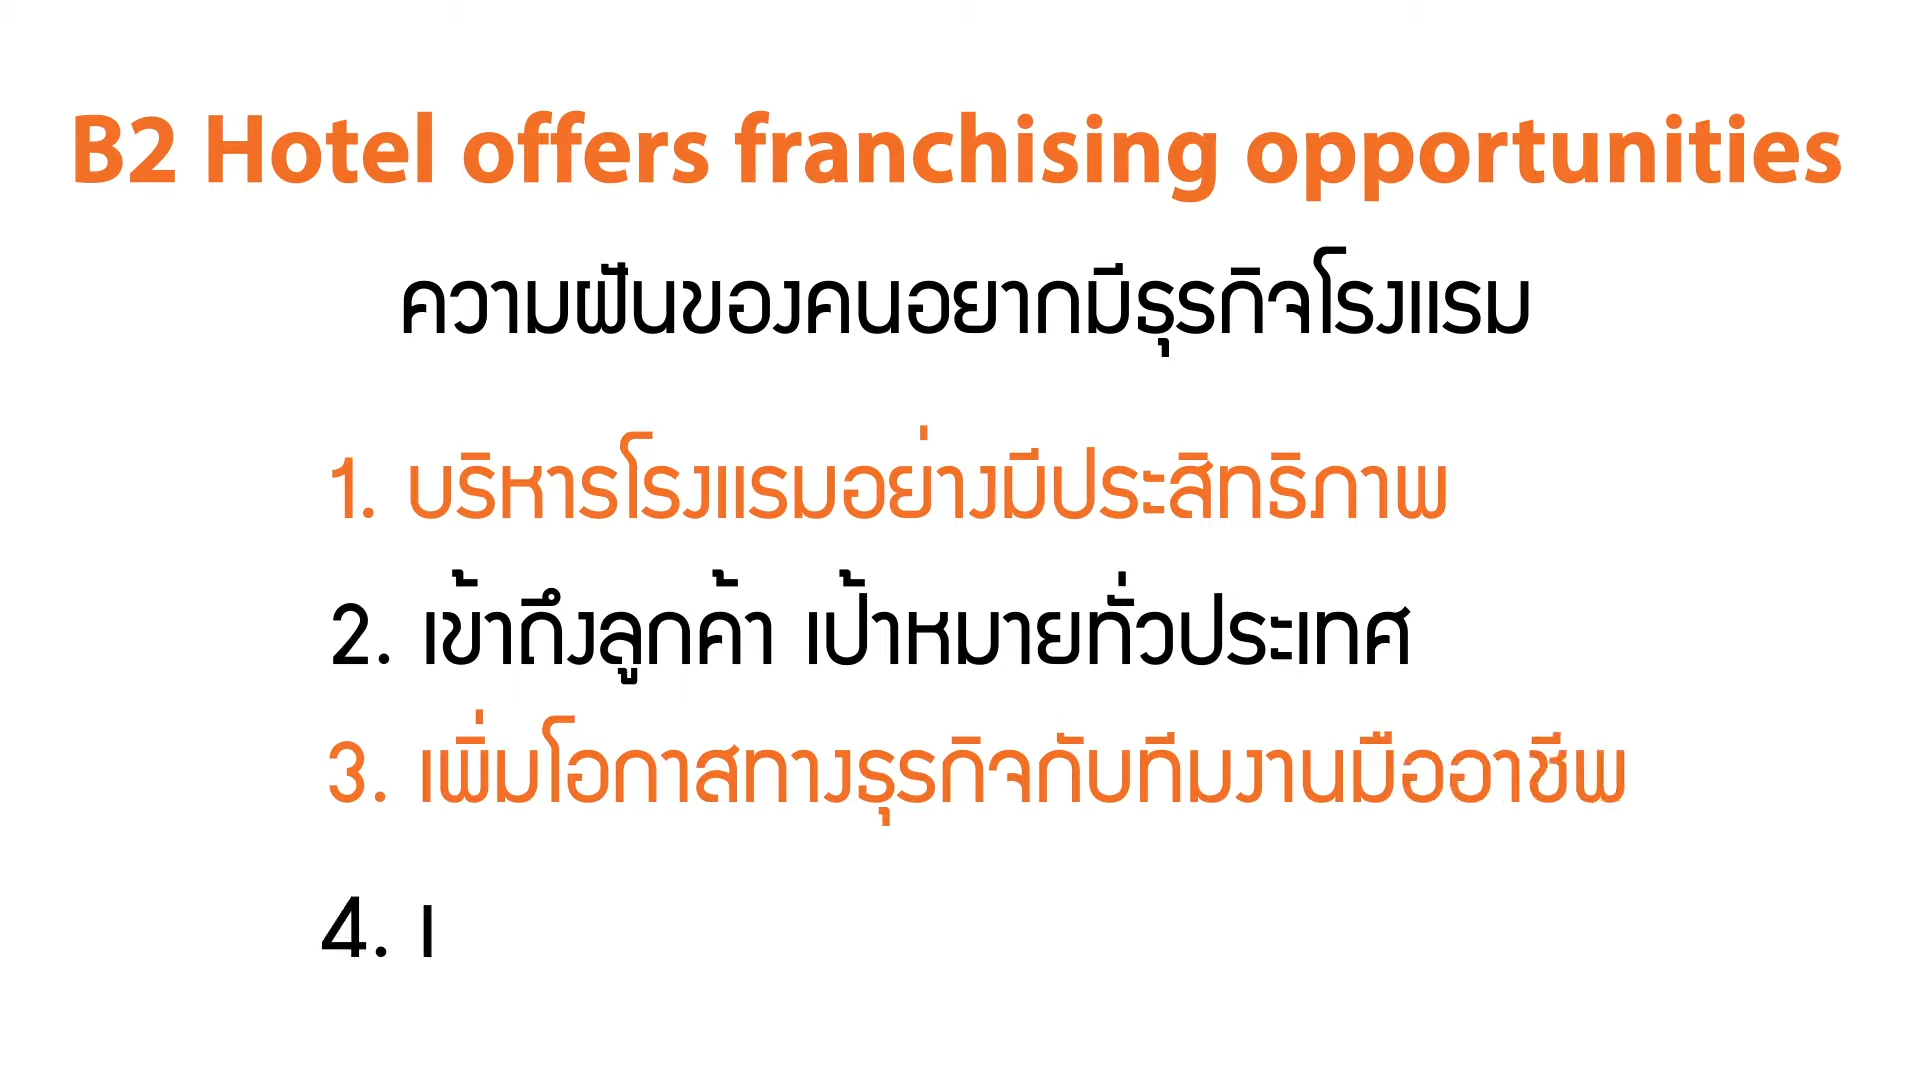 B2 Hotel offers franchising opportunities
ความฝันของคนอยากมีธุรกิจโรงแรม
1. บริหารโรงแรมอย่างมีประสิทธิภาพ
2. เข้าถึงลูกค้า เป้าหมายทั่วประเทศ
3. เพิ่มโอกาสทางธุรกิจกับทีมงานมืออาชีพ
4. เ